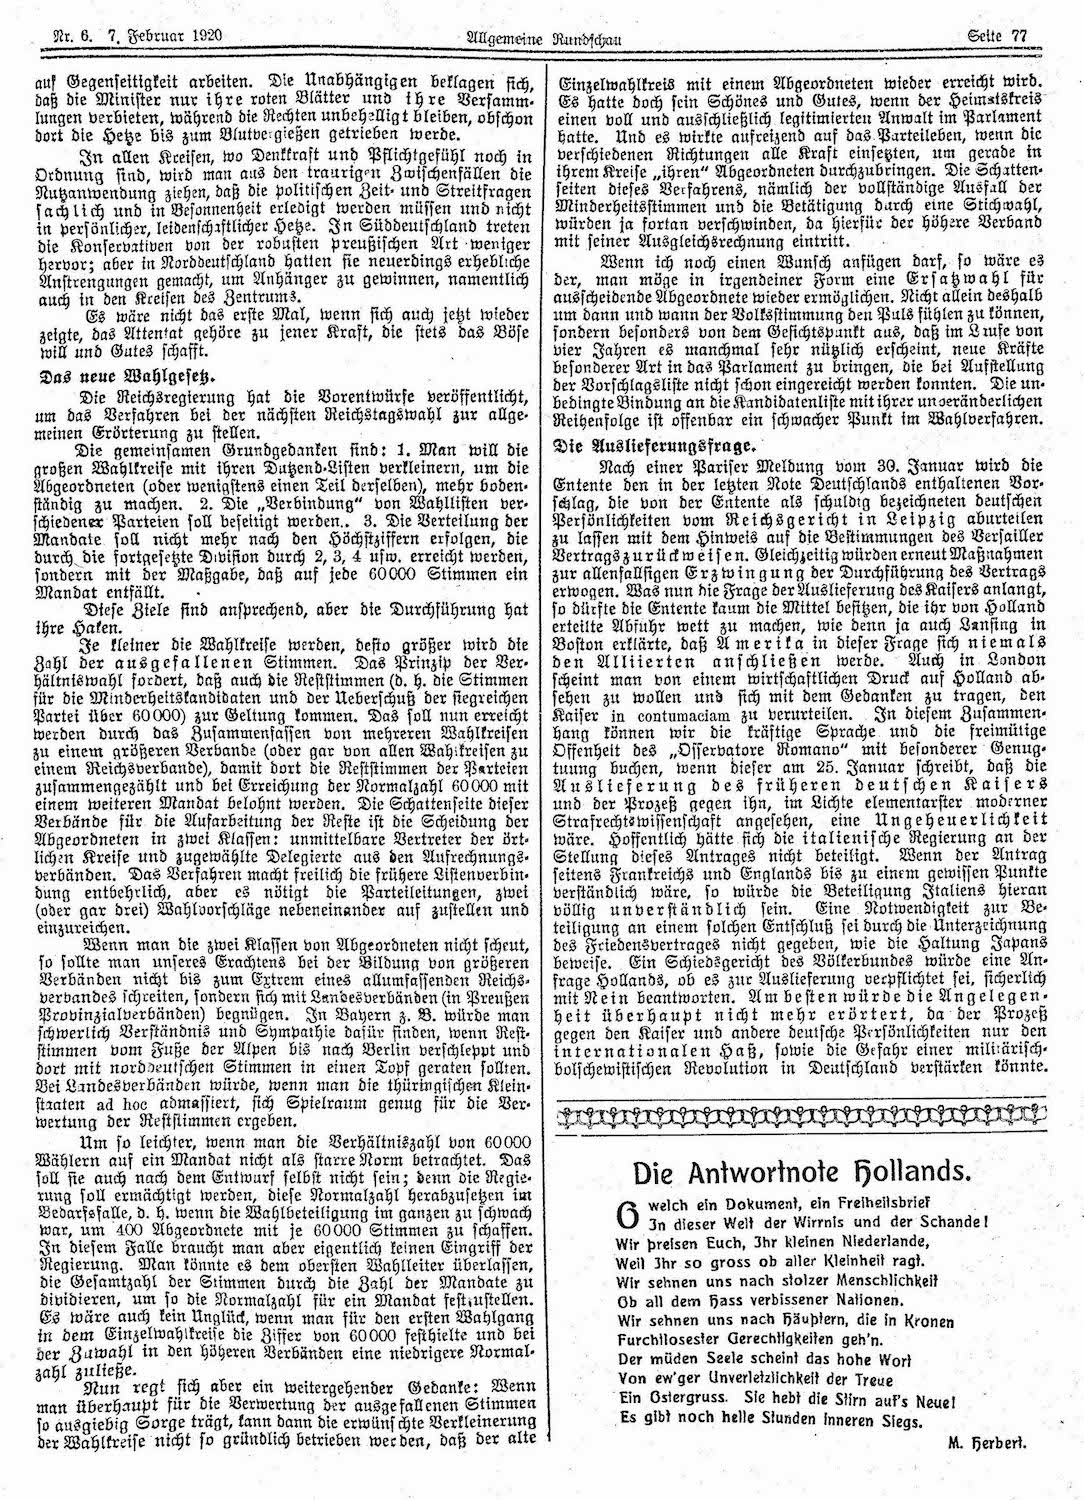 Nr. 6. 7. Februar 1920 Allgemeine Rundschau Seite 77
auf Gegenseitigkeit arbeiten. Die Unabhängigen beklagen sich,
daß die Minister nur ihre roten Blätter und ihre Versamm-
lungen verbieten, während die Rechten unbehelligt bleiben, obschon
dort die Hetze bis zum Blutvergießen getrieben werde.
In allen Kreisen, wo Denkkraft und Pflichtgefühl noch in
Ordnung sind, wird man aus den traurigen Zwischenfällen die
Nutzanwendung ziehen, daß die politischen Zeit- und Streitfragen
sachlich und in Besonnenheit erledigt werden müssen und nicht
in persönlicher, leidenschaftlicher Hetze. In Süddeutschland treten
die Konservativen von der robusten preußischen Art weniger
hervor; aber in Norddeutschland hatten sie neuerdings erhebliche
Anstrengungen gemacht, um Anhänger zu gewinnen, namentlich
auch in den Kreisen des Zentrums.
Es wäre nicht das erste Mal, wenn sich auch jetzt wieder
zeigte, das Attentat gehöre zu jener Kraft, die stets das Böse
will und Gutes schafft.
Das neue Wahlgesetz.
Die Reichsregierung hat die Vorentwürfe veröffentlicht,
um das Verfahren bei der nächsten Reichstagswahl zur allge-
meinen Erörterung zu stellen.
Die gemeinsamen Grundgedanken sind: 1. Man will die
großen Wahlkreise mit ihren Dutzend-Listen verkleinern, um die
Abgeordneten (oder wenigstens einen Teil derselben), mehr boden-
ständig zu machen. 2. Die „Verbindung“ von Wahllisten ver-
schiedener Parteien soll beseitigt werden.. 3. Die Verteilung der
Mandate soll nicht mehr nach den Höchstziffern erfolgen, die
durch die fortgesetzte Division durch 2, 3, 4 usw. erreicht werden,
sondern mit der Maßgabe, daß auf jede 60 000 Stimmen ein
Mandat entfällt.
Diese Ziele sind ansprechend, aber die Durchführung hat
ihre Haken.
Je kleiner die Wahlkreise werden, desto größer wird die
Zahl der ausgefallenen Stimmen. Das Prinzip der Ver-
hältniswahl fordert, daß auch die Reststimmen (d. h. die Stimmen
für die Minderheitskandidaten und der Ueberschuß der siegreichen
Partei über 60 000) zur Geltung kommen. Das soll nun erreicht
werden durch das Zusammenfassen von mehreren Wahlkreisen
zu einem größeren Verbande (oder gar von allen Wahlkreisen zu
einem Reichsverbande), damit dort die Reststimmen der Parteien
zusammengezählt und bei Erreichung der Normalzahl 60 000 mit
einem weiteren Mandat belohnt werden. Die Schattenseite dieser
Verbände für die Aufarbeitung der Reste ist die Scheidung der
Abgeordneten in zwei Klassen: unmittelbare Vertreter der ört-
lichen Kreise und zugewählte Delegierte aus den Aufrechnungs-
verbänden. Das Verfahren macht freilich die frühere Listenverbin-
dung entbehrlich, aber es nötigt die Parteileitungen, zwei
(oder gar drei) Wahlvorschläge nebeneinander auf zustellen und
einzureichen.
Wenn man die zwei Klassen von Abgeordneten nicht scheut,
so sollte man unseres Erachtens bei der Bildung von größeren
Verbänden nicht bis zum Extrem eines allumfassenden Reichs-
verbandes schreiten, sondern sich mit Landesverbänden (in Preußen
Provinzialverbänden) begnügen. In Bayern z. B. würde man
schwerlich Verständnis und Sympathie dafür finden, wenn Rest-
stimmen vom Fuße der Alpen bis nach Berlin verschleppt und
dort mit norddeutschen Stimmen in einen Topf geraten sollten.
Bei Landesverbänden würde, wenn man die thüringischen Klein-
staaten ad hoc admassiert, sich Spielraum genug für die Ver-
wertung der Reststimmen ergeben.
Um so leichter, wenn man die Verhältniszahl von 60 000
Wählern auf ein Mandat nicht als starre Norm betrachtet. Das
soll sie auch nach dem Entwurf selbst nicht sein; denn die Regie-
rung soll ermächtigt werden, diese Normalzahl herabzusetzen im
Bedarfsfalle, d. h. wenn die Wahlbeteiligung im ganzen zu schwach
war, um 400 Abgeordnete mit je 60 000 Stimmen zu schaffen.
In diesem Falle braucht man aber eigentlich keinen Eingriff der
Regierung. Man könnte es dem obersten Wahlleiter überlassen,
die Gesamtzahl der Stimmen durch die Zahl der Mandate zu
dividieren, um so die Normalzahl für ein Mandat festzustellen.
Es wäre auch kein Unglück, wenn man für den ersten Wahlgang
in dem Einzelwahlkreise die Ziffer von 60 000 festhielte und bei
der Zuwahl in den höheren Verbänden eine niedrigere Normal-
zahl zuließe.
Nun regt sich aber ein weitergehender Gedanke: Wenn
man überhaupt für die Verwertung der ausgefallenen Stimmen
so ausgiebig Sorge trägt, kann dann die erwünschte Verkleinerung
der Wahlkreise nicht so gründlich betrieben werden, daß der alte
Einzelwahlkreis mit einem Abgeordneten wieder erreicht wird.
Es hatte doch sein Schönes und Gutes, wenn der Heimatskreis
einen voll und ausschließlich legitimierten Anwalt im Parlament
hatte. Und es wirkte aufreizend auf das Parteileben, wenn die
verschiedenen Richtungen alle Kraft einsetzten, um gerade in
ihrem Kreise „ihren“ Abgeordneten durchzubringen. Die Schatten-
seiten dieses Verfahrens, nämlich der vollständige Ausfall der
Minderheitsstimmen und die Betätigung durch eine Stichwahl,
würden ja fortan verschwinden, da hierfür der höhere Verband
mit seiner Ausgleichsrechnung eintritt.
Wenn ich noch einen Wunsch anfügen darf, so wäre es
der, man möge in irgendeiner Form eine Ersatzwahl für
ausscheidende Abgeordnete wieder ermöglichen. Nicht allein deshalb
um dann und wann der Volksstimmung den Puls fühlen zu können,
sondern besonders von dem Gesichtspunkt aus, daß im Laufe von
vier Jahren es manchmal sehr nützlich erscheint, neue Kräfte
besonderer Art in das Parlament zu bringen, die bei Aufstellung
der Vorschlagsliste nicht schon eingereicht werden konnten. Die un-
bedingte Bindung an die Kandidatenliste mit ihrer unveränderlichen
Reihenfolge ist offenbar ein schwacher Punkt im Wahlverfahren.
Die Auslieferungsfrage.
Nach einer Pariser Meldung vom 30. Januar wird die
Entente den in der letzten Note Deutschlands enthaltenen Vor-
schlag, die von der Entente als schuldig bezeichneten deutschen
Persönlichkeiten vom Reichsgericht in Leipzig aburteilen
zu lassen mit dem Hinweis auf die Bestimmungen des Versailler
Vertrags zurückweisen. Gleichzeitig würden erneut Maßnahmen
zur allenfallsigen Erzwingung der Durchführung des Vertrags
erwogen. Was nun die Frage der Auslieferung des Kaisers anlangt,
so dürfte die Entente kaum die Mittel besitzen, die ihr von Holland
erteilte Abfuhr wett zu machen, wie denn ja auch Lansing in
Boston erklärte, daß Amerika in dieser Frage sich niemals
den Alliierten anschließen werde. Auch in London
scheint man von einem wirtschaftlichen Druck auf Holland ab-
sehen zu wollen und sich mit dem Gedanken zu tragen, den
Kaiser in contumaciam zu verurteilen. In diesem Zusammen-
hang können wir die kräftige Sprache und die freimütige
Offenheit des „Osservatore Romano“ mit besonderer Genug-
tuung buchen, wenn dieser am 25. Januar schreibt, daß die
Auslieferung des früheren deutschen Kaisers
und der Prozeß gegen ihn, im Lichte elementarster moderner
Strafrechtswissenschaft angesehen, eine Ungeheuerlichkeit
wäre. Hoffentlich hätte sich die italienische Regierung an der
Stellung dieses Antrages nicht beteiligt. Wenn der Antrag
seitens Frankreichs und Englands bis zu einem gewissen Punkte
verständlich wäre, so würde die Beteiligung Italiens hieran
völlig unverständlich sein. Eine Notwendigkeit zur Be-
teiligung an einem solchen Entschluß sei durch die Unterzeichnung
des Friedensvertrages nicht gegeben, wie die Haltung Japans
beweise. Ein Schiedsgericht des Völkerbundes würde eine An-
frage Hollands, ob es zur Auslieferung verpflichtet sei, sicherlich
mit Nein beantworten. Am besten würde die Angelegen-
heit überhaupt nicht mehr erörtert, da der Prozeß
gegen den Kaiser und andere deutsche Persönlichkeiten nur den
internationalen Haß, sowie die Gefahr einer militärisch-
bolschewistischen Revolution in Deutschland verstärken könnte.
Die Antwortnote Hollands.
O welch ein Dokument, ein Freiheitsbrief
In dieser Welt der Wirrnis und der Schande!
Wir preisen Euch, Ihr kleinen Niederlande,
Weil Ihr so gross ob aller Kleinheit ragt.
Wir sehnen uns nach stolzer Menschlichkeit
Ob all dem Hass verbissener Nationen.
Wir sehnen uns nach Häuptern, die in Kronen
Furchtlosester Gerechtigkeiten geh'n.
Der müden Seele scheint das hohe Wort
Von ew'ger Unverletzlichkeit der Treue
Ein Ostergruss. Sie hebt die Stirn auf's Neue!
Es gibt noch helle Stunden inneren Siegs.
M. Herbert.